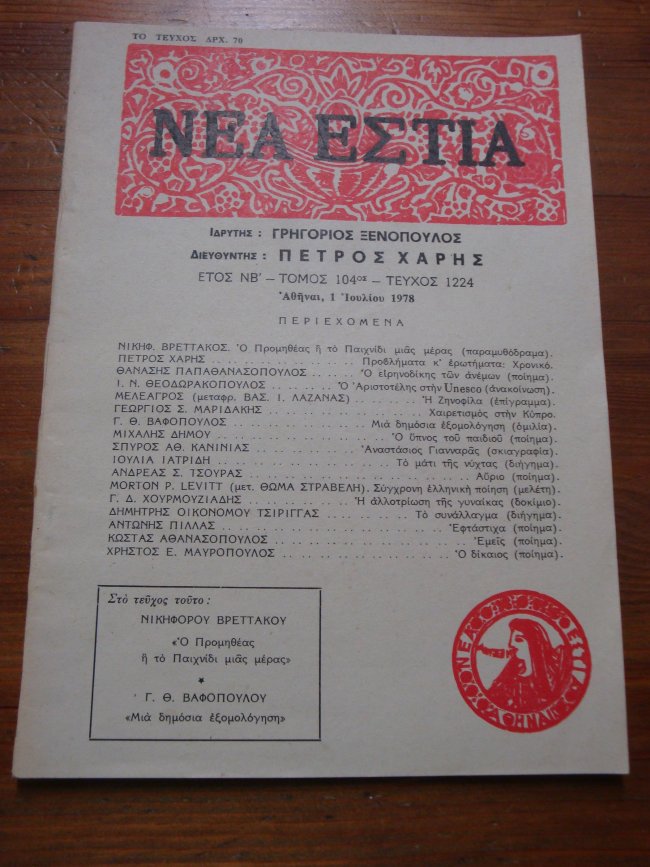 ΤΟ ΤΕΥΧΟΣ ΔΡΧ. 70
ΝΕΑ ΕΣΤΙΑ
ΙΔΡΥΤΗΣ : ΓΡΗΓΟΡΙΟΣ ΞΕΝΟΠΟΥΛΟΣ
ΔΙΕΥΘΥΝΤΗΣ : ΠΕΤΡΟΣ ΧΑΡΗΣ
ΕΤΟΣ ΝΒ' – ΤΟΜΟΣ 104ος – ΤΕΥΧΟΣ 1224
Ἀθῆναι, 1 Ἰουλίου 1978
ΠΕΡΙΕΧΟΜΕΝΑ
ΝΙΚΗΦ. ΒΡΕΤΤΑΚΟΣ. Ὁ Προμηθέας ἢ τὸ Παιχνίδι μιᾶς μέρας (παραμυθόδραμα).
ΠΕΤΡΟΣ ΧΑΡΗΣ . . . . . . . . . . . . . . Προβλήματα κ' ἐρωτήματα: Χρονικό.
ΘΑΝΑΣΗΣ ΠΑΠΑΘΑΝΑΣΟΠΟΥΛΟΣ . . . . . Ὁ εἰρηνοδίκης τῶν ἀνέμων (ποίημα).
Ι. Ν. ΘΕΟΔΩΡΑΚΟΠΟΥΛΟΣ . . . . . . . Ὁ Ἀριστοτέλης στὴν Unesco (ἀνακοίνωση).
ΜΕΛΕΑΓΡΟΣ (μεταφρ. ΒΑΣ. Ι. ΛΑΖΑΝΑΣ) . . . . . . . Ἡ Ζηνοφίλα (ἐπίγραμμα).
ΓΕΩΡΓΙΟΣ Σ. ΜΑΡΙΔΑΚΗΣ . . . . . . . . . . . . . . Χαιρετισμὸς στὴν Κύπρο.
Γ. Θ. ΒΑΦΟΠΟΥΛΟΣ . . . . . . . . . . . . Μιὰ δημόσια ἐξομολόγηση (ὁμιλία).
ΜΙΧΑΛΗΣ ΔΗΜΟΥ . . . . . . . . . . . . . . . Ὁ ὕπνος τοῦ παιδιοῦ (ποίημα).
ΣΠΥΡΟΣ ΑΘ. ΚΑΝΙΝΙΑΣ . . . . . . . . . . Ἀναστάσιος Γιανναρᾶς (σκιαγραφία).
ΙΟΥΛΙΑ ΙΑΤΡΙΔΗ . . . . . . . . . . . . . . . Τὸ μάτι τῆς νύχτας (διήγημα).
ΑΝΔΡΕΑΣ Σ. ΤΣΟΥΡΑΣ . . . . . . . . . . . . . . . . . . . Αὔριο (ποίημα).
MORTON P. LEVITT (μετ. ΘΩΜΑ ΣΤΡΑΒΕΛΗ). Σύγχρονη ἑλληνικὴ ποίηση (μελέτη).
Γ. Δ. ΧΟΥΡΜΟΥΖΙΑΔΗΣ . . . . . . . . . . Ἡ ἀλλοτρίωση τῆς γυναίκας (δοκίμιο).
ΔΗΜΗΤΡΗΣ ΟΙΚΟΝΟΜΟΥ ΤΣΙΡΙΓΓΑΣ . . . . . . . . Τὸ συνάλλαγμα (διήγημα).
ΑΝΤΩΝΗΣ ΠΙΛΛΑΣ . . . . . . . . . . . . . . . . . . . Ἑφτάστιχα (ποίημα).
ΚΩΣΤΑΣ ΑΘΑΝΑΣΟΠΟΥΛΟΣ . . . . . . . . . . . . . . . . . Ἐμεῖς (ποίημα).
ΧΡΗΣΤΟΣ Ε. ΜΑΥΡΟΠΟΥΛΟΣ . . . . . . . . . . . . . . Ὁ δίκαιος (ποίημα).
Στὸ τεῦχος τοῦτο :
ΝΙΚΗΦΟΡΟΥ ΒΡΕΤΤΑΚΟΥ
«Ὁ Προμηθέας
ἢ τὸ Παιχνίδι μιᾶς μέρας»
★
Γ. Θ. ΒΑΦΟΠΟΥΛΟΥ
«Μιὰ δημόσια ἐξομολόγηση»
ΝΕΑ ΕΣΤΙΑ
ΑΘΗΝΑΙ